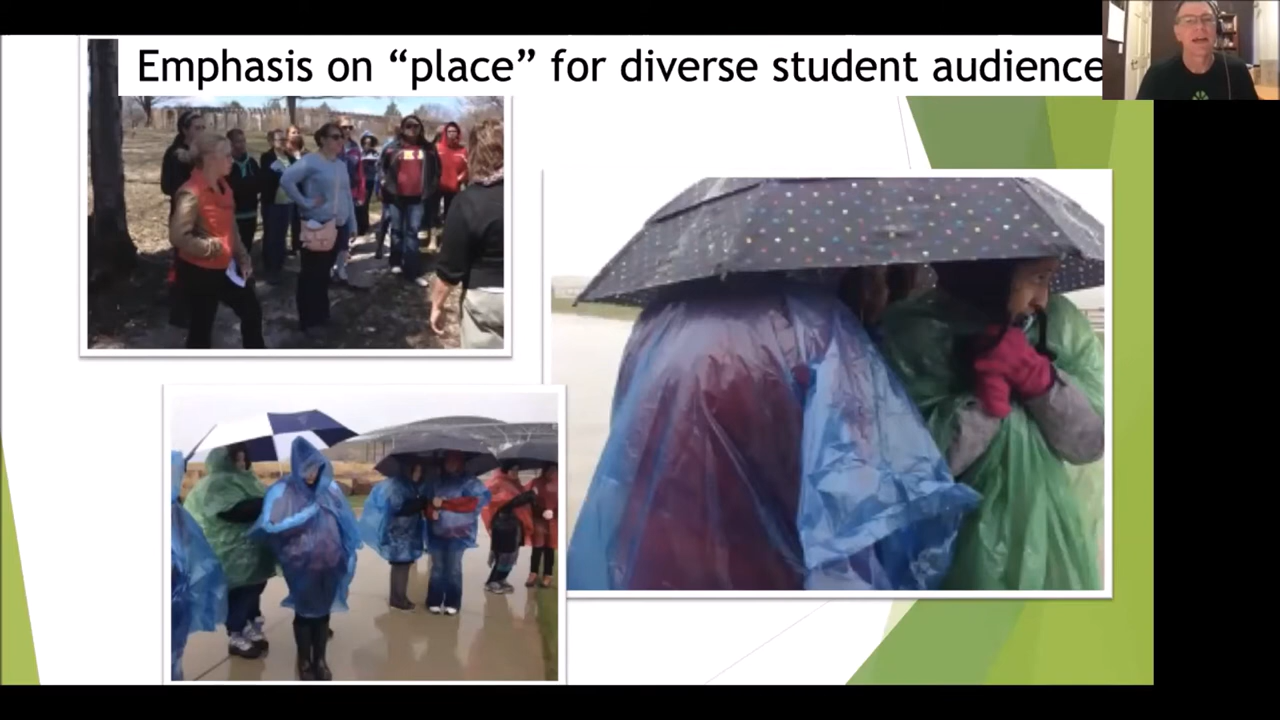 Emphasis on “place” for diverse student audience